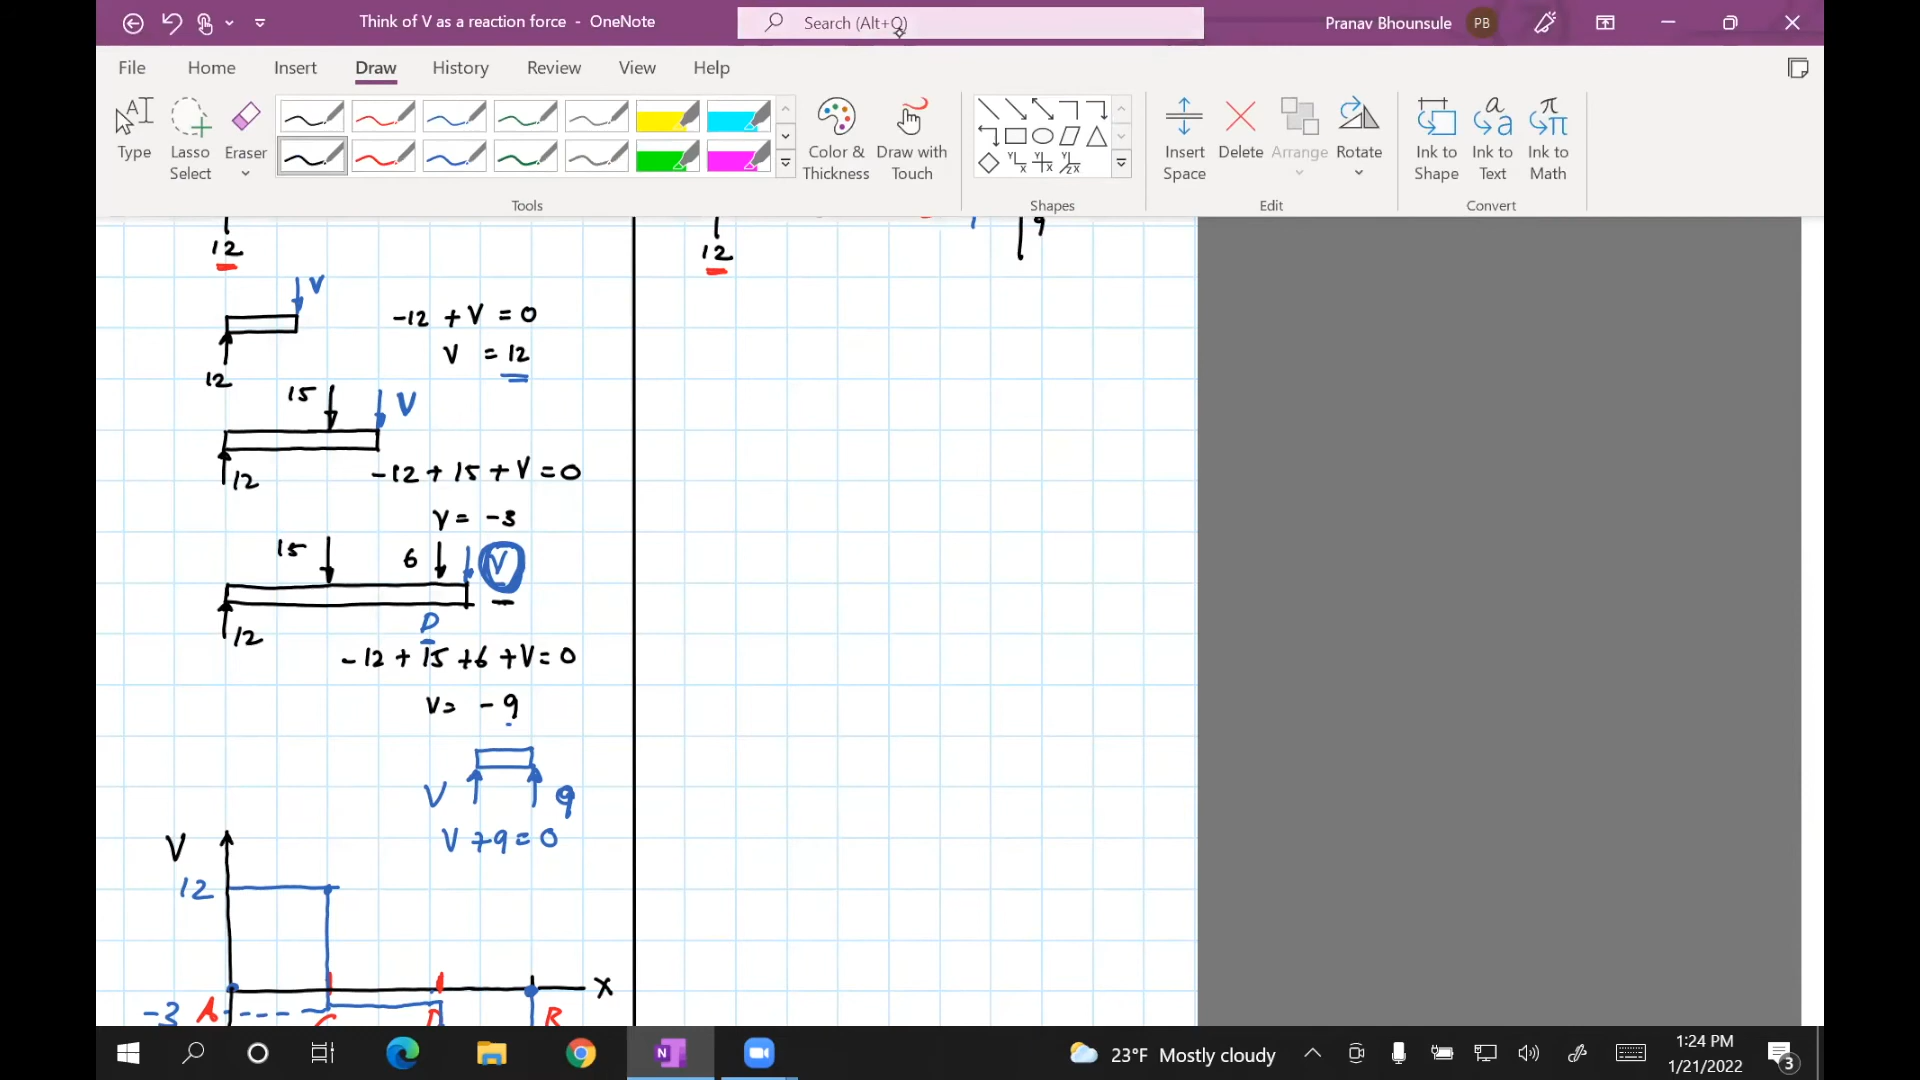 Think of V as a reaction force - OneNote
Search (Alt+Q)
Pranav Bhounsule PB
File Home Insert Draw History Review View Help
Type
Lasso Select
Eraser
Color & Thickness
Draw with Touch
Insert Space
Delete
Arrange
Rotate
Ink to Shape
Ink to Text
Ink to Math
Tools
Shapes
Edit
Convert
12
12
9
V
-12 + V = 0
12
V = 12
15
V
12
-12 + 15 + V = 0
V = -3
15
6
V
12
D
-12 + 15 + 6 + V = 0
V = -9
V
9
V + 9 = 0
V
12
X
-3
A
23°F Mostly cloudy
1:24 PM
1/21/2022
3